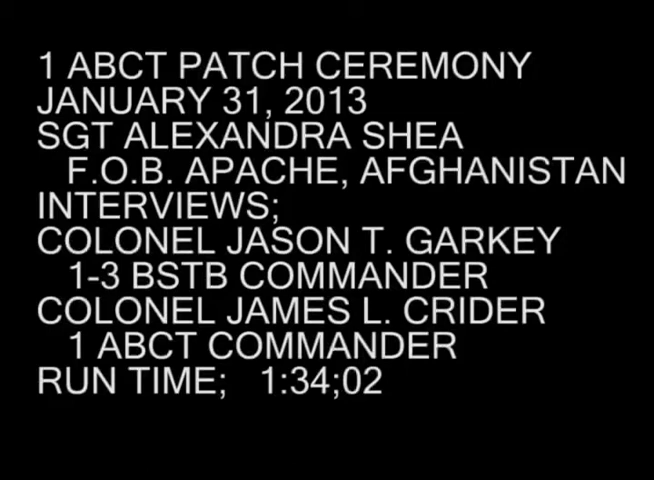 1 ABCT PATCH CEREMONY
JANUARY 31, 2013
SGT ALEXANDRA SHEA
F.O.B. APACHE, AFGHANISTAN
INTERVIEWS;
COLONEL JASON T. GARKEY
1-3 BSTB COMMANDER
COLONEL JAMES L. CRIDER
1 ABCT COMMANDER
RUN TIME; 1:34;02